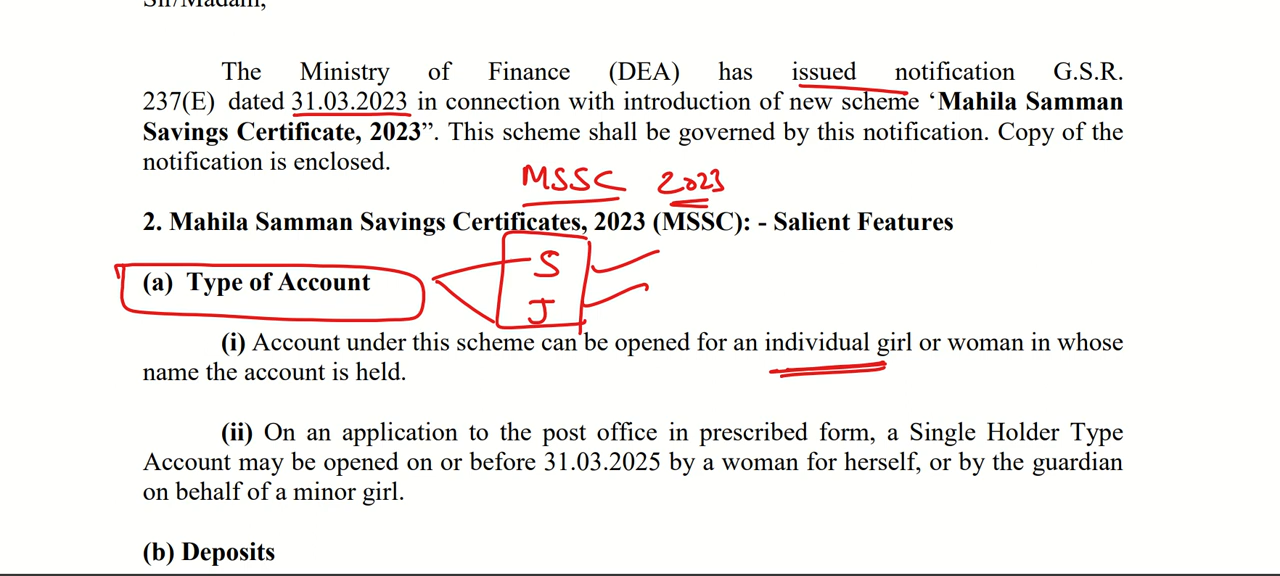 Sir/Madam,
The Ministry of Finance (DEA) has issued notification G.S.R.
237(E) dated 31.03.2023 in connection with introduction of new scheme ‘Mahila Samman
Savings Certificate, 2023”. This scheme shall be governed by this notification. Copy of the
notification is enclosed.
MSSC 2023
2. Mahila Samman Savings Certificates, 2023 (MSSC): - Salient Features
S
(a) Type of Account
J
(i) Account under this scheme can be opened for an individual girl or woman in whose
name the account is held.
(ii) On an application to the post office in prescribed form, a Single Holder Type
Account may be opened on or before 31.03.2025 by a woman for herself, or by the guardian
on behalf of a minor girl.
(b) Deposits